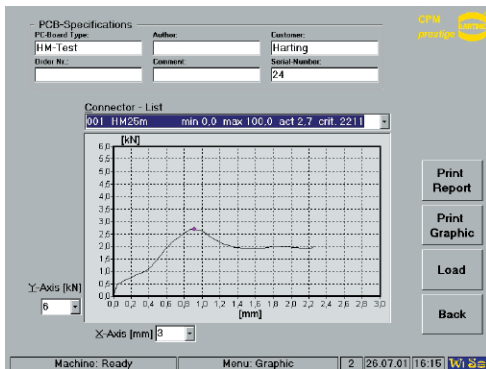 PCB-Specifications
PC-Board Type: Author: Customer:
HM-Test Harting
Order Nr.: Comment: Serial-Number:
24
CPM
prestige HARTING
Connector - List
001 HM25m min 0,0 max 100,0 act 2,7 crit. 2211
[kN]
6,0
5,5
5,0
4,5
4,0
3,5
3,0
2,5
2,0
1,5
1,0
0,5
0,0
0,0 0,2 0,4 0,6 0,8 1,0 1,2 1,4 1,6 1,8 2,0 2,2 2,4 2,6 2,8 3,0
[mm]
Y-Axis [kN]
6
X-Axis [mm] 3
Print
Report
Print
Graphic
Load
Back
Machine: Ready Menu: Graphic 2 26.07.01 16:15